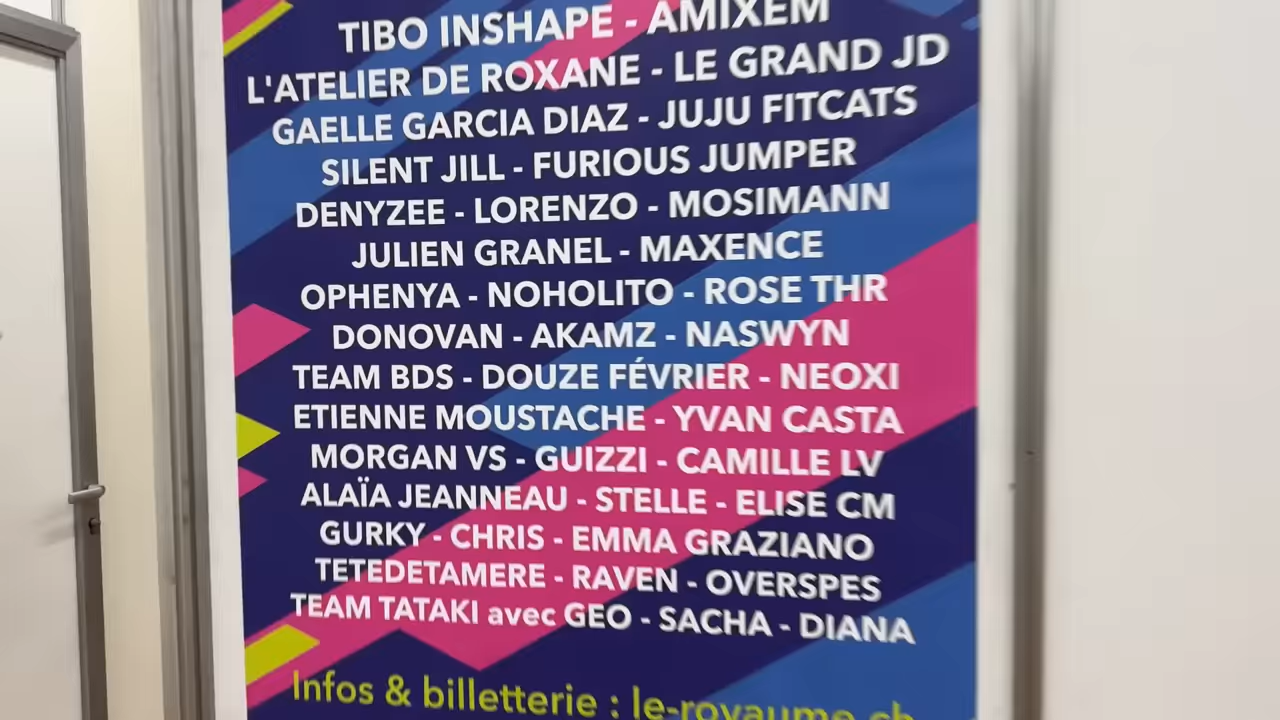 TIBO INSHAPE - AMIXEM
L'ATELIER DE ROXANE - LE GRAND JD
GAELLE GARCIA DIAZ - JUJU FITCATS
SILENT JILL - FURIOUS JUMPER
DENYZEE - LORENZO - MOSIMANN
JULIEN GRANEL - MAXENCE
OPHENYA - NOHOLITO - ROSE THR
DONOVAN - AKAMZ - NASWYN
TEAM BDS - DOUZE FÉVRIER - NEOXI
ETIENNE MOUSTACHE - YVAN CASTA
MORGAN VS - GUIZZI - CAMILLE LV
ALAÏA JEANNEAU - STELLE - ELISE CM
GURKY - CHRIS - EMMA GRAZIANO
TETEDETAMERE - RAVEN - OVERSPES
TEAM TATAKI avec GEO - SACHA - DIANA
Infos & billetterie : le-royaume.ch